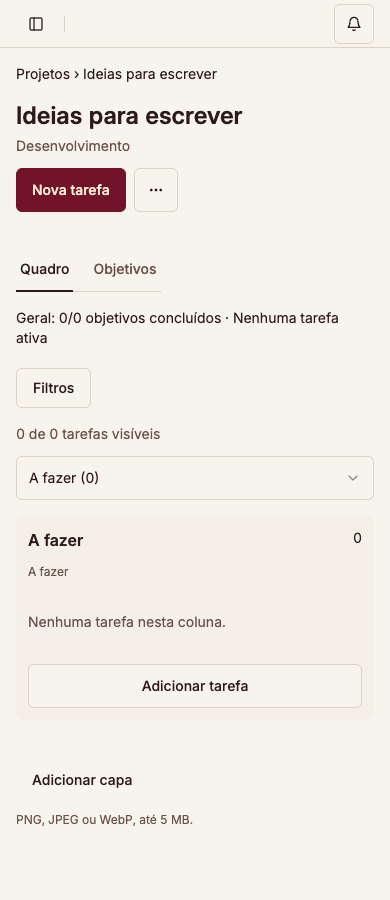 Projetos › Ideias para escrever
Ideias para escrever
Desenvolvimento
Nova tarefa
Quadro
Objetivos
Geral: 0/0 objetivos concluídos · Nenhuma tarefa
ativa
Filtros
0 de 0 tarefas visíveis
A fazer (0)
A fazer
0
A fazer
Nenhuma tarefa nesta coluna.
Adicionar tarefa
Adicionar capa
PNG, JPEG ou WebP, até 5 MB.